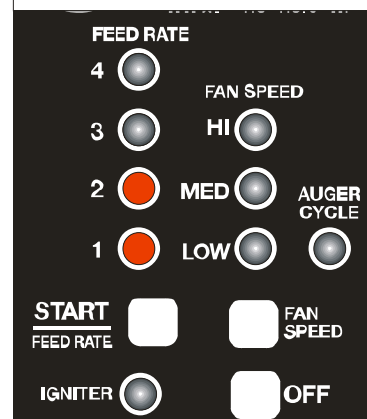 FEED RATE
4
FAN SPEED
3
HI
2
MED
AUGER
CYCLE
1
LOW
START
FEED RATE
FAN
SPEED
IGNITER
OFF